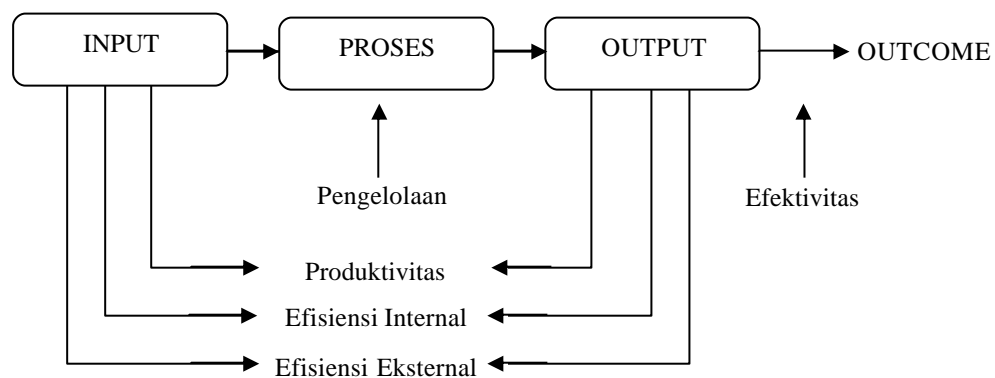 INPUT
PROSES
OUTPUT
OUTCOME
Pengelolaan
Efektivitas
Produktivitas
Efisiensi Internal
Efisiensi Eksternal